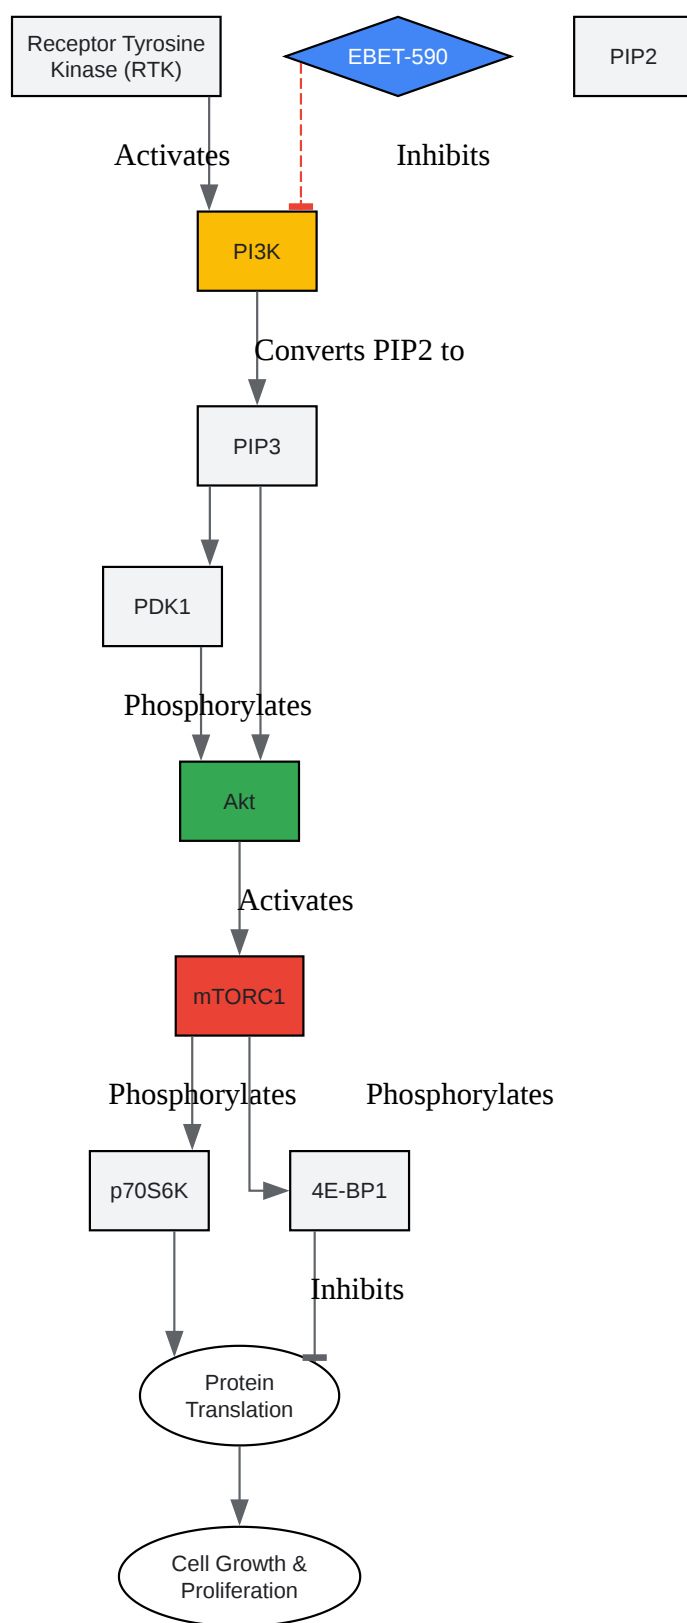 Receptor Tyrosine
Kinase (RTK)
EBET-590
PIP2
Activates
Inhibits
PI3K
Converts PIP2 to
PIP3
PDK1
Phosphorylates
Akt
Activates
mTORC1
Phosphorylates
Phosphorylates
p70S6K
4E-BP1
Inhibits
Protein
Translation
Cell Growth &
Proliferation